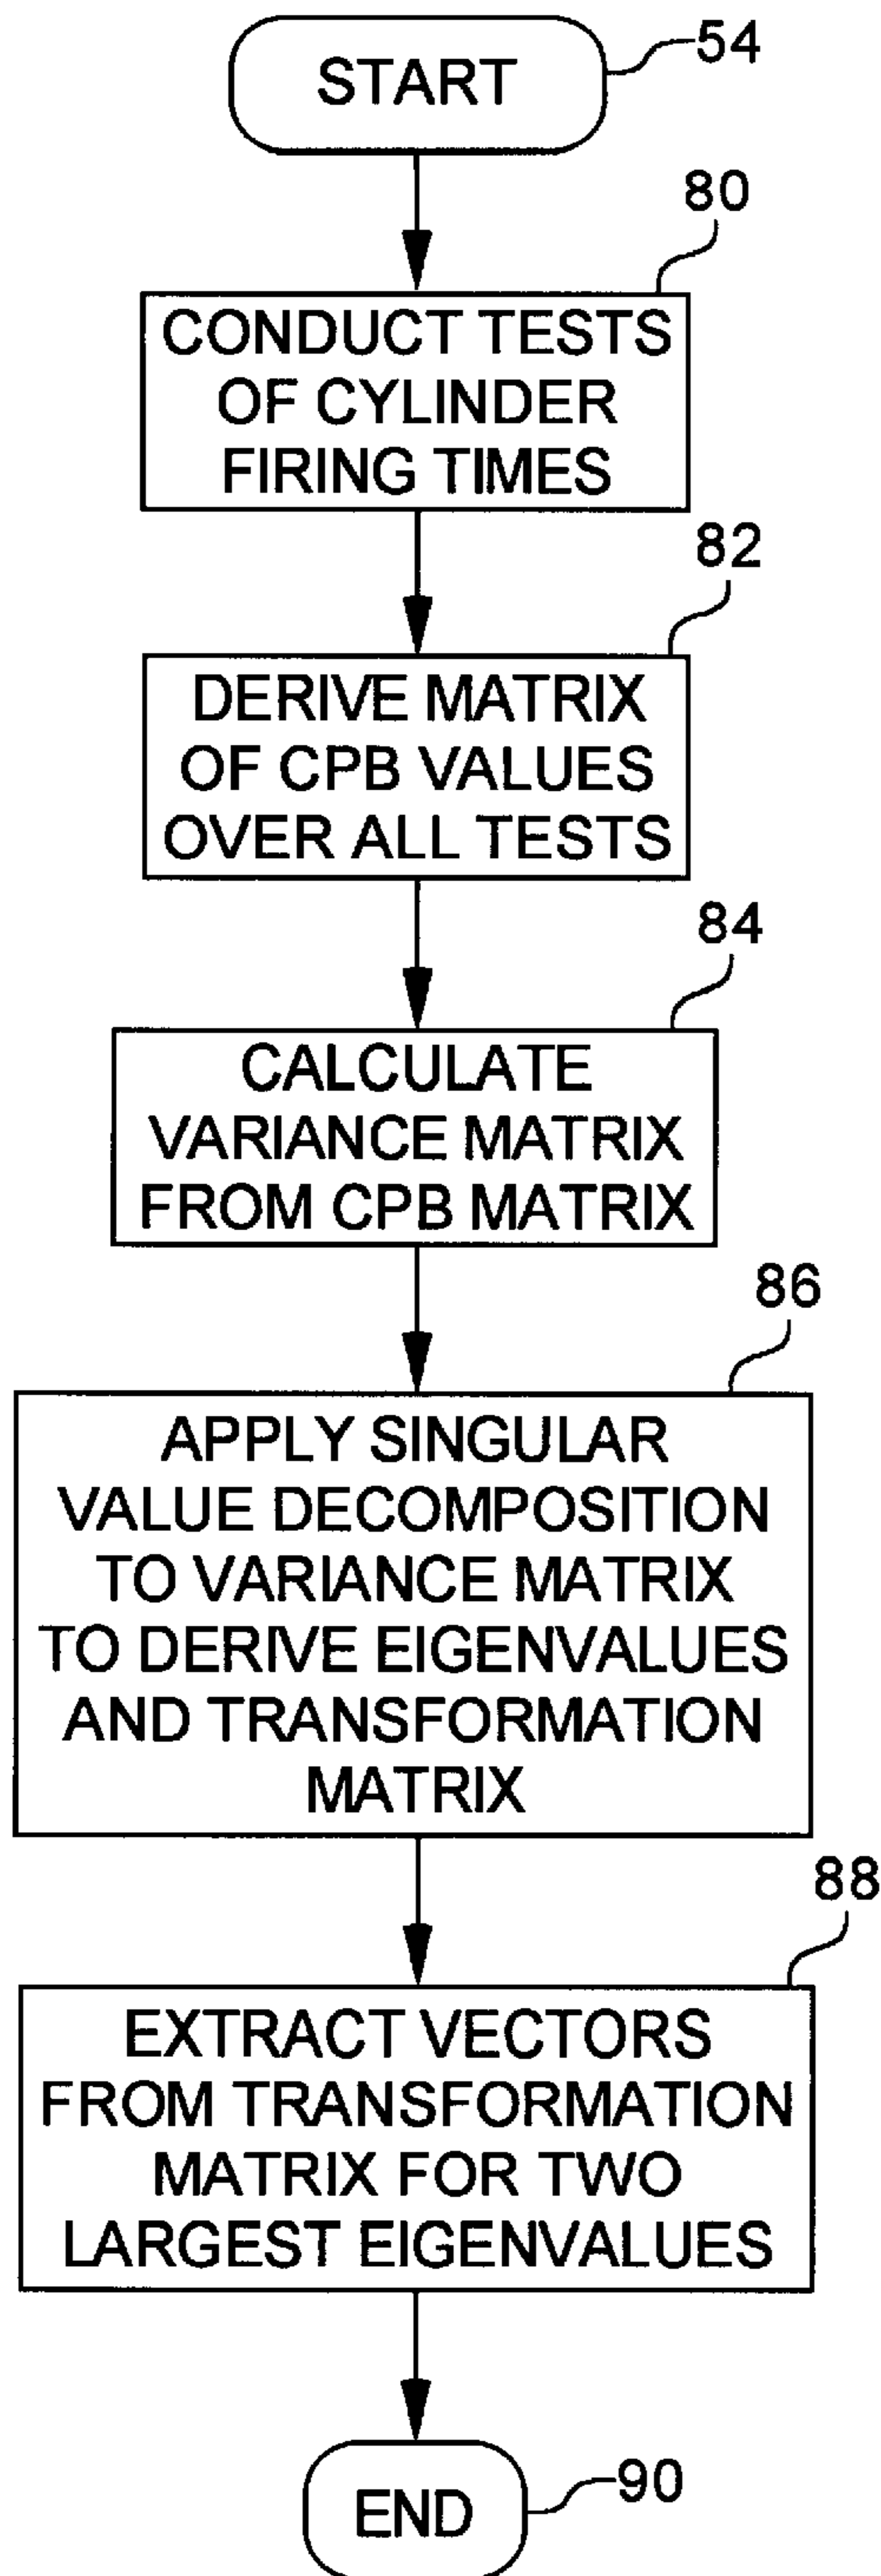 START
54
80
CONDUCT TESTS
OF CYLINDER
FIRING TIMES
82
DERIVE MATRIX
OF CPB VALUES
OVER ALL TESTS
84
CALCULATE
VARIANCE MATRIX
FROM CPB MATRIX
86
APPLY SINGULAR
VALUE DECOMPOSITION
TO VARIANCE MATRIX
TO DERIVE EIGENVALUES
AND TRANSFORMATION
MATRIX
88
EXTRACT VECTORS
FROM TRANSFORMATION
MATRIX FOR TWO
LARGEST EIGENVALUES
END
90